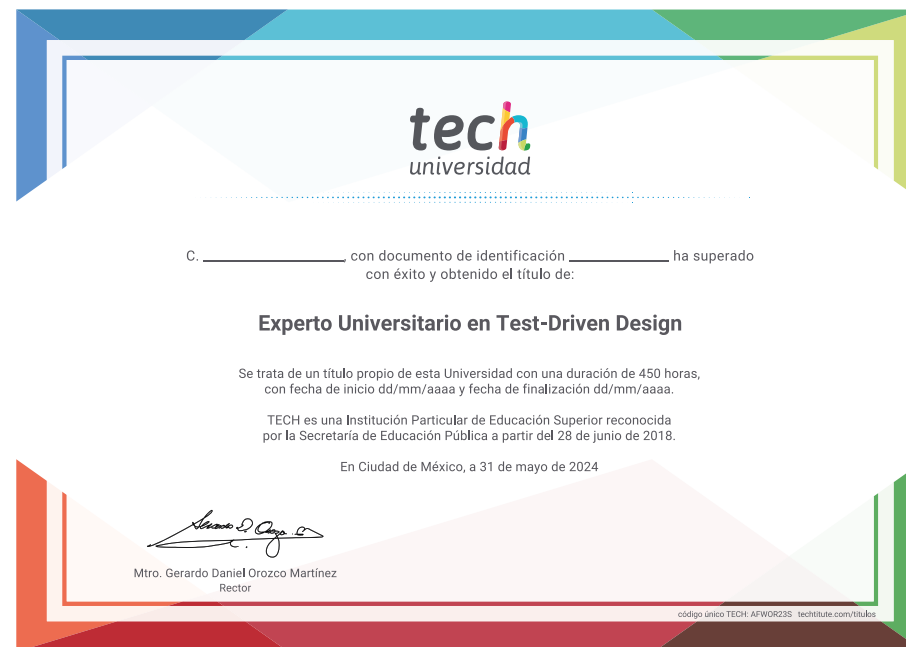 tech
universidad
C. ____________, con documento de identificación ____________ ha superado
con éxito y obtenido el título de:
Experto Universitario en Test-Driven Design
Se trata de un título propio de esta Universidad con una duración de 450 horas,
con fecha de inicio dd/mm/aaaa y fecha de finalización dd/mm/aaaa.
TECH es una Institución Particular de Educación Superior reconocida
por la Secretaría de Educación Pública a partir del 28 de junio de 2018.
En Ciudad de México, a 31 de mayo de 2024
Mtro. Gerardo Daniel Orozco Martínez
Rector
código único TECH: AFWOR23S techtitute.com/titulos